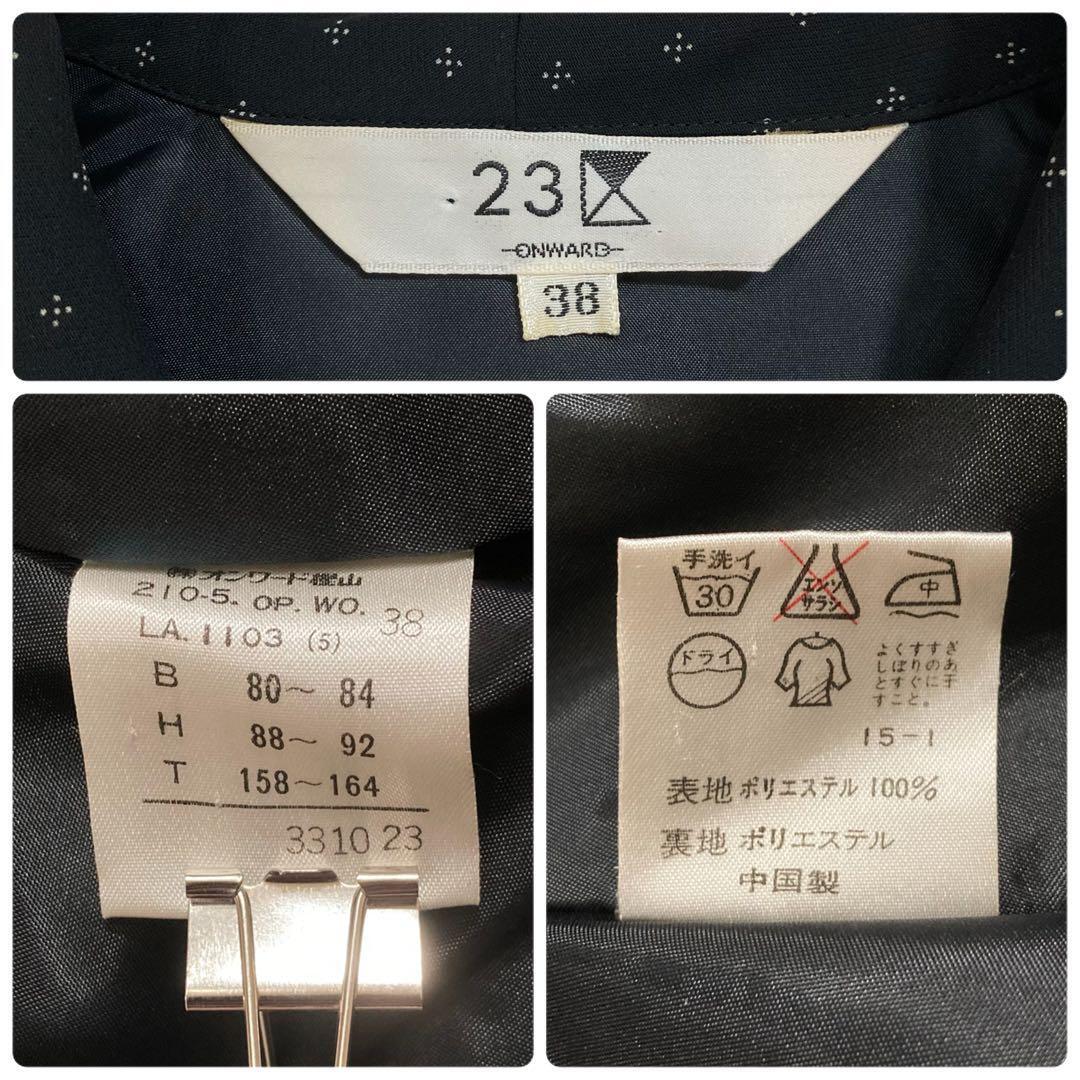 23区
ONWARD
38
㈱オンワード樫山
210-5. OP. WO. 38
LA. 1103 (5)
B 80〜 84
H 88〜 92
T 158〜164
3310 23
手洗イ
30
エンソ
サラシ
中
ドライ
よくすすぎ
しぼりのあ
とすぐに干
すこと。
15-1
表地 ポリエステル 100%
裏地 ポリエステル
中国製